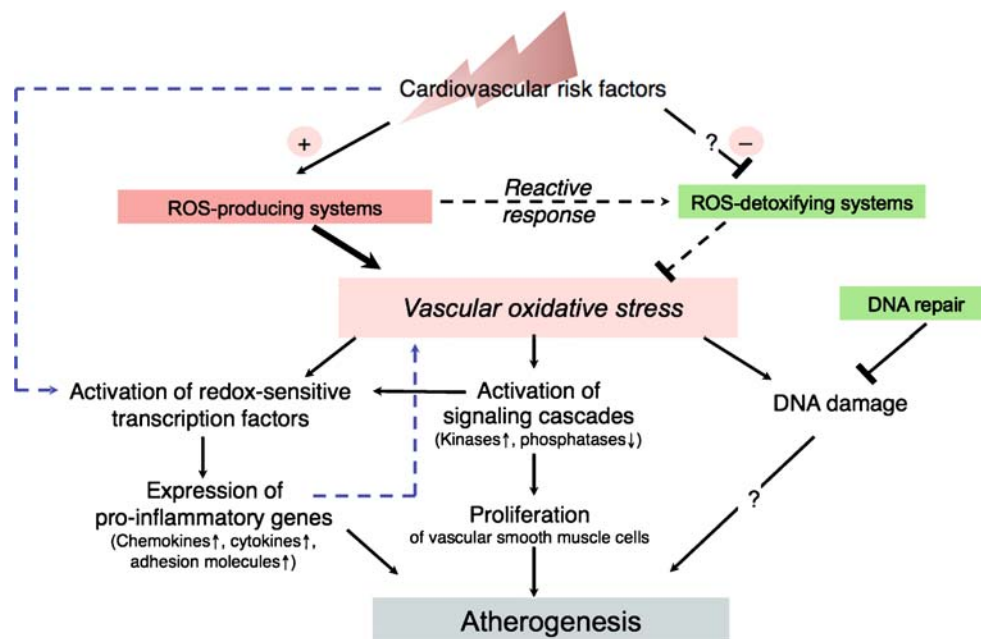 Cardiovascular risk factors
+
?
−
ROS-producing systems
Reactive
response
ROS-detoxifying systems
Vascular oxidative stress
DNA repair
Activation of redox-sensitive
transcription factors
Activation of
signaling cascades
(Kinases↑, phosphatases↓)
DNA damage
Expression of
pro-inflammatory genes
(Chemokines↑, cytokines↑,
adhesion molecules↑)
Proliferation
of vascular smooth muscle cells
?
Atherogenesis